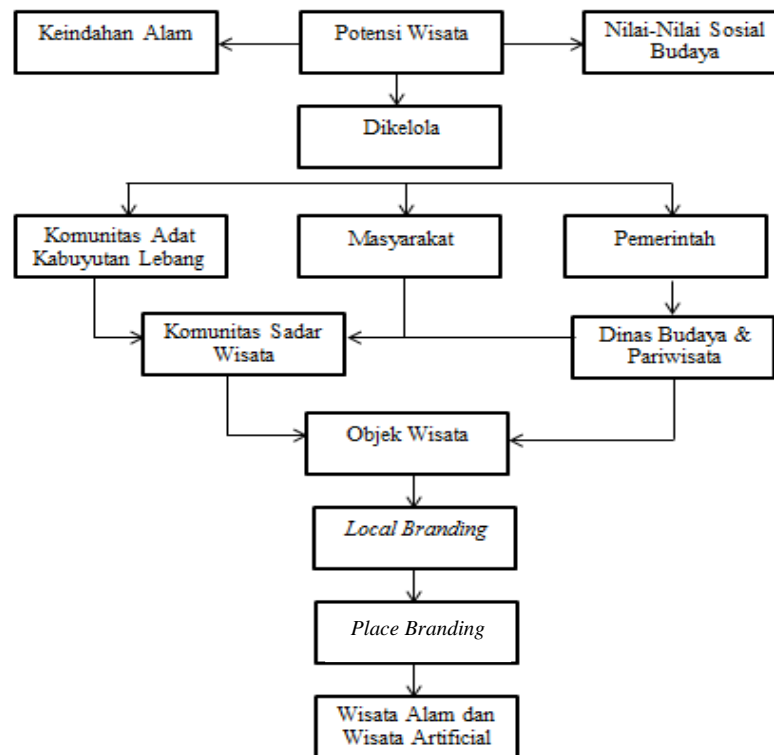 Keindahan Alam
Potensi Wisata
Nilai-Nilai Sosial
Budaya
Dikelola
Komunitas Adat
Kabuyutan Lebang
Masyarakat
Pemerintah
Komunitas Sadar
Wisata
Dinas Budaya &
Pariwisata
Objek Wisata
Local Branding
Place Branding
Wisata Alam dan
Wisata Artificial